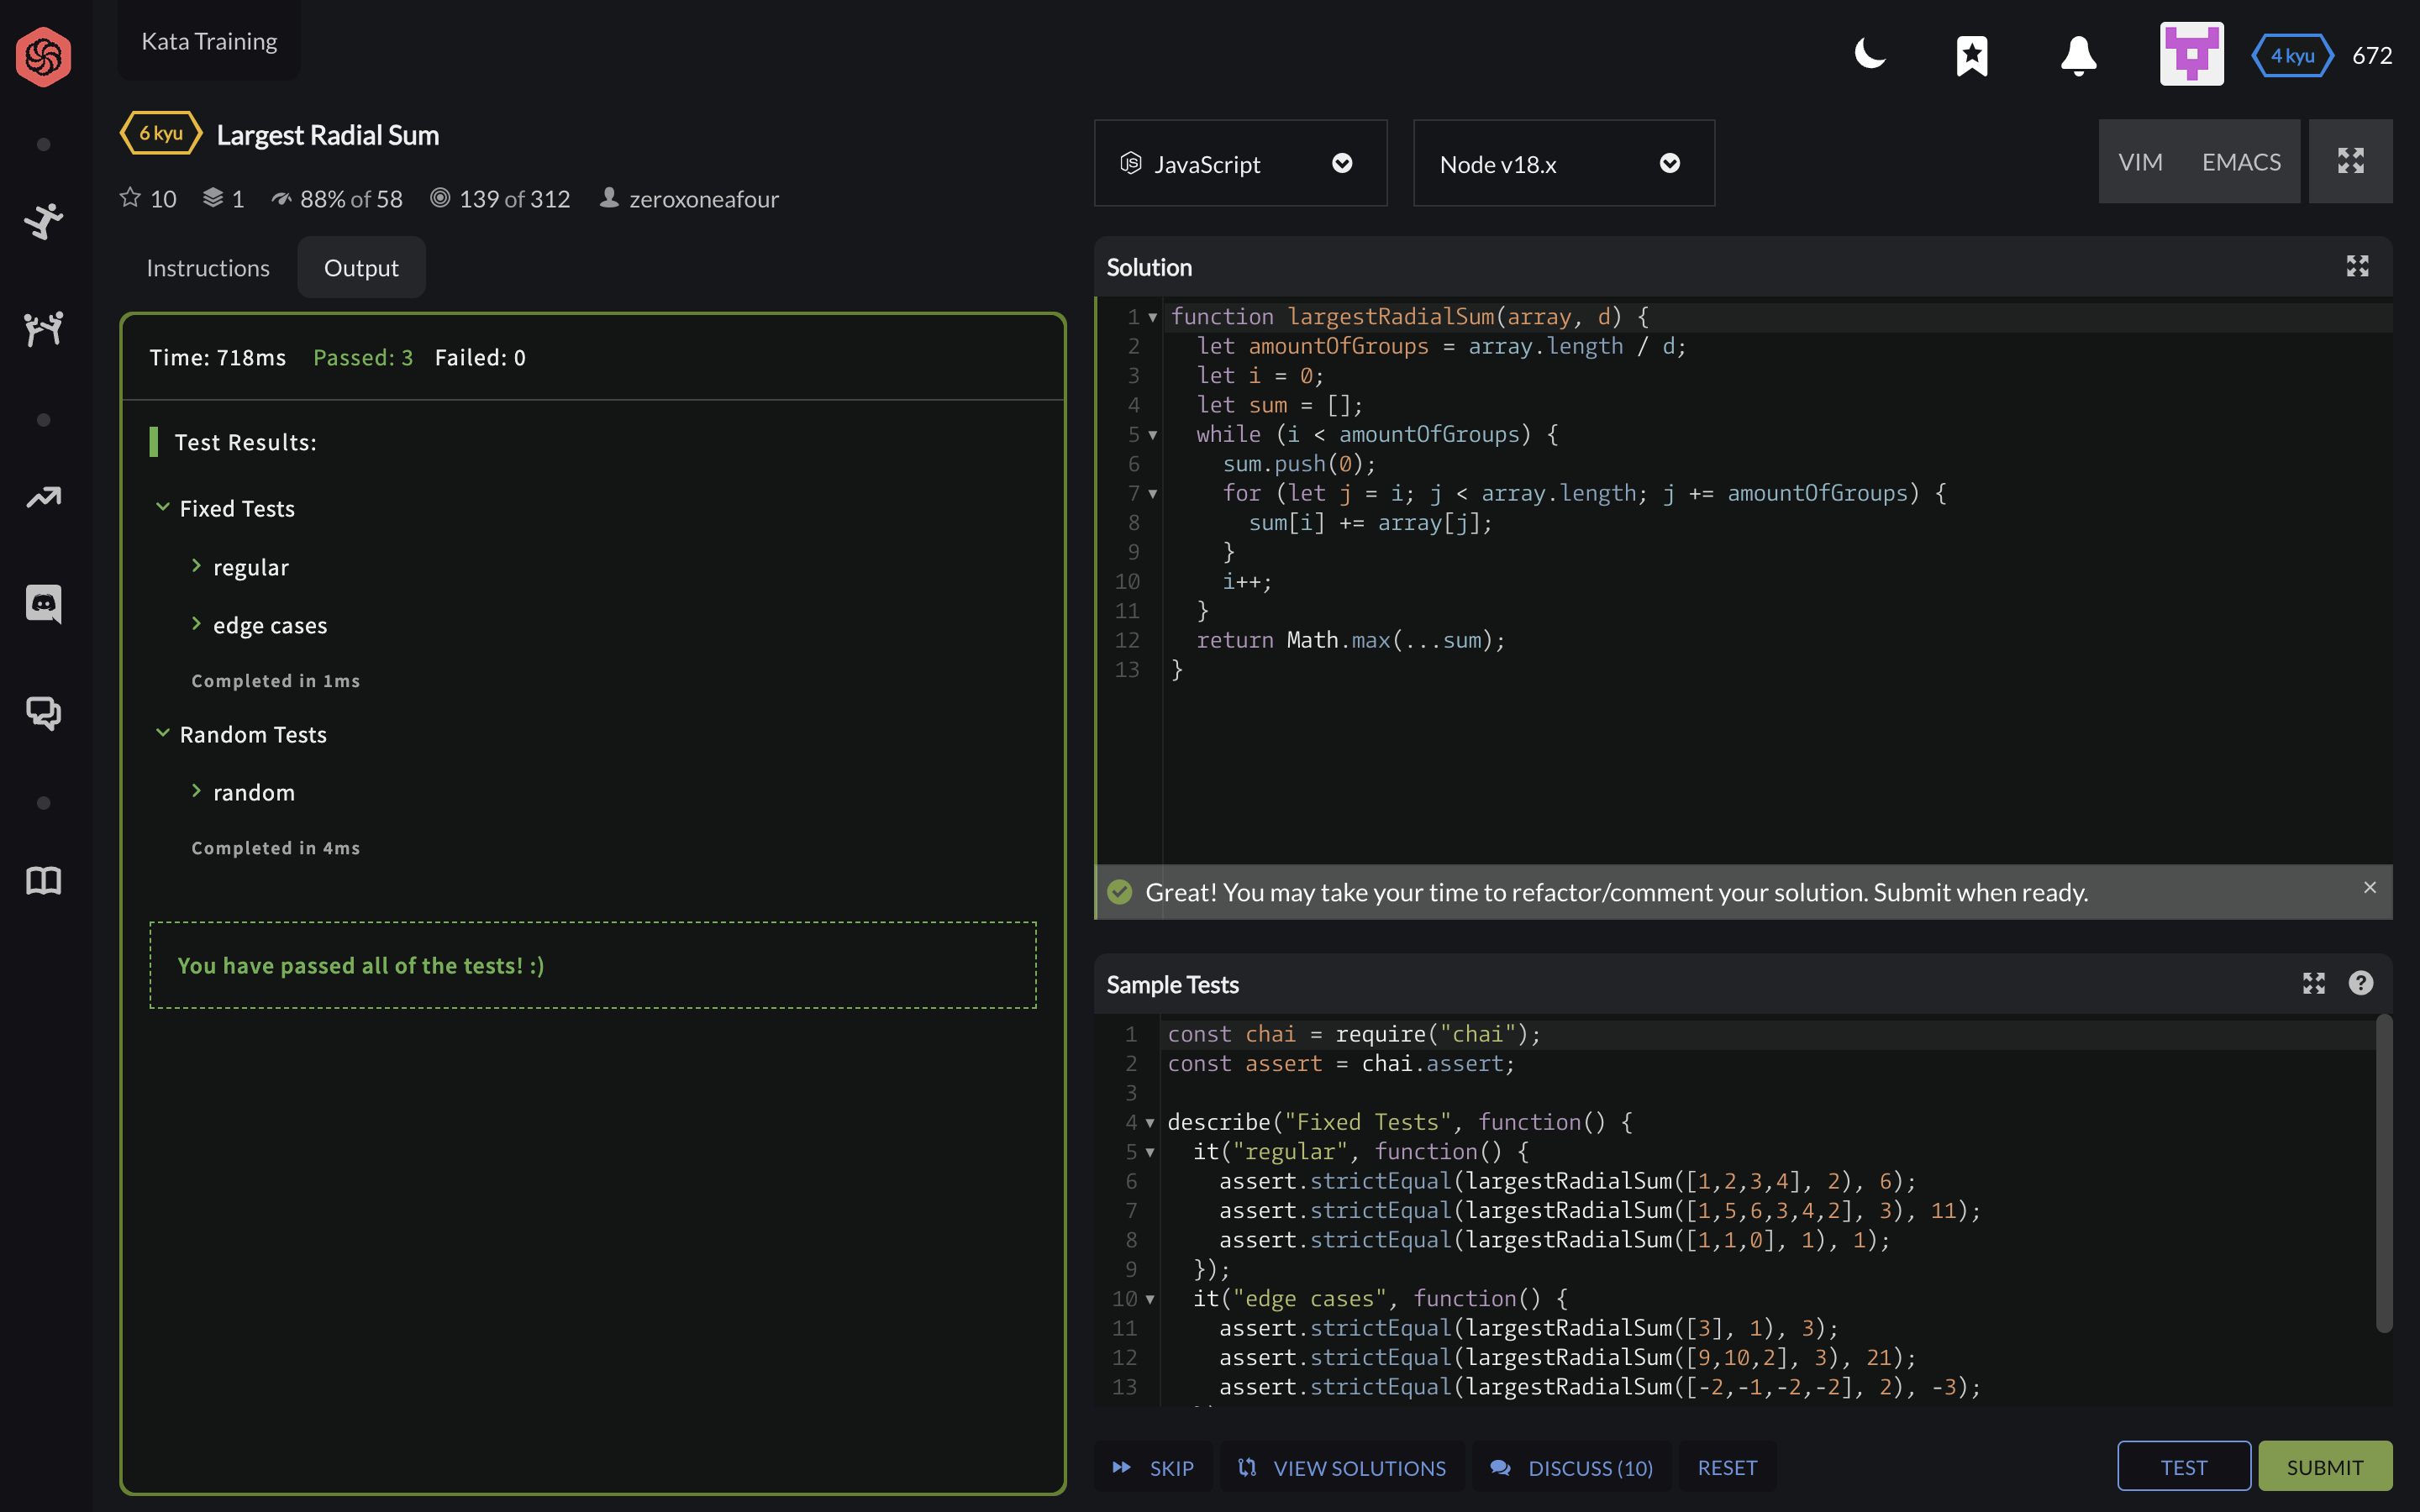 Kata Training
4 kyu 672
6 kyu Largest Radial Sum
10 1 88% of 58 139 of 312 zeroxoneafour
JavaScript Node v18.x VIM EMACS
Instructions Output
Time: 718ms Passed: 3 Failed: 0
Test Results:
Fixed Tests
regular
edge cases
Completed in 1ms
Random Tests
random
Completed in 4ms
You have passed all of the tests! :)
Solution
1 function largestRadialSum(array, d) {
2 let amountOfGroups = array.length / d;
3 let i = 0;
4 let sum = [];
5 while (i < amountOfGroups) {
6 sum.push(0);
7 for (let j = i; j < array.length; j += amountOfGroups) {
8 sum[i] += array[j];
9 }
10 i++;
11 }
12 return Math.max(...sum);
13 }
Great! You may take your time to refactor/comment your solution. Submit when ready.
Sample Tests
1 const chai = require("chai");
2 const assert = chai.assert;
3
4 describe("Fixed Tests", function() {
5 it("regular", function() {
6 assert.strictEqual(largestRadialSum([1,2,3,4], 2), 6);
7 assert.strictEqual(largestRadialSum([1,5,6,3,4,2], 3), 11);
8 assert.strictEqual(largestRadialSum([1,1,0], 1), 1);
9 });
10 it("edge cases", function() {
11 assert.strictEqual(largestRadialSum([3], 1), 3);
12 assert.strictEqual(largestRadialSum([9,10,2], 3), 21);
13 assert.strictEqual(largestRadialSum([-2,-1,-2,-2], 2), -3);
SKIP VIEW SOLUTIONS DISCUSS (10) RESET TEST SUBMIT